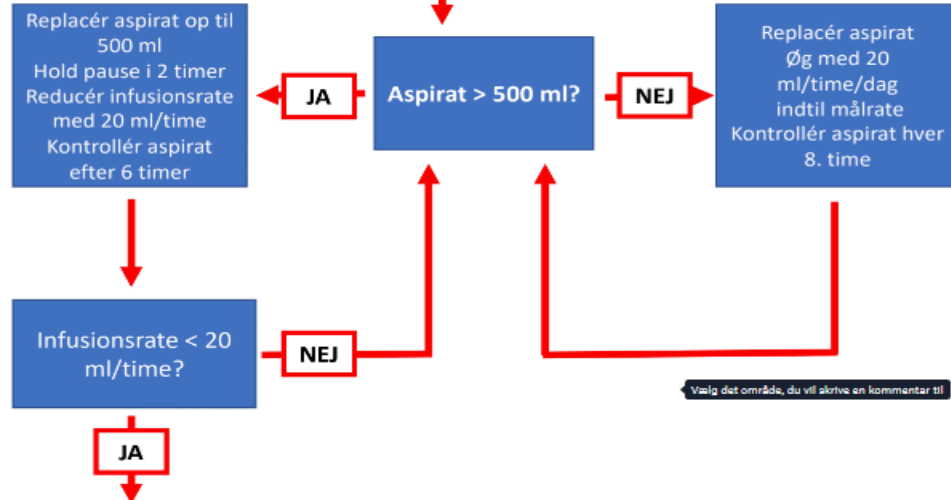 Replacér aspirat op til
500 ml
Hold pause i 2 timer
Reducér infusionsrate
med 20 ml/time
Kontrollér aspirat
efter 6 timer
JA
Aspirat > 500 ml?
NEJ
Replacér aspirat
Øg med 20
ml/time/dag
indtil målrate
Kontrollér aspirat hver
8. time
Infusionsrate < 20
ml/time?
NEJ
Vælg det område, du vil skrive en kommentar til
JA